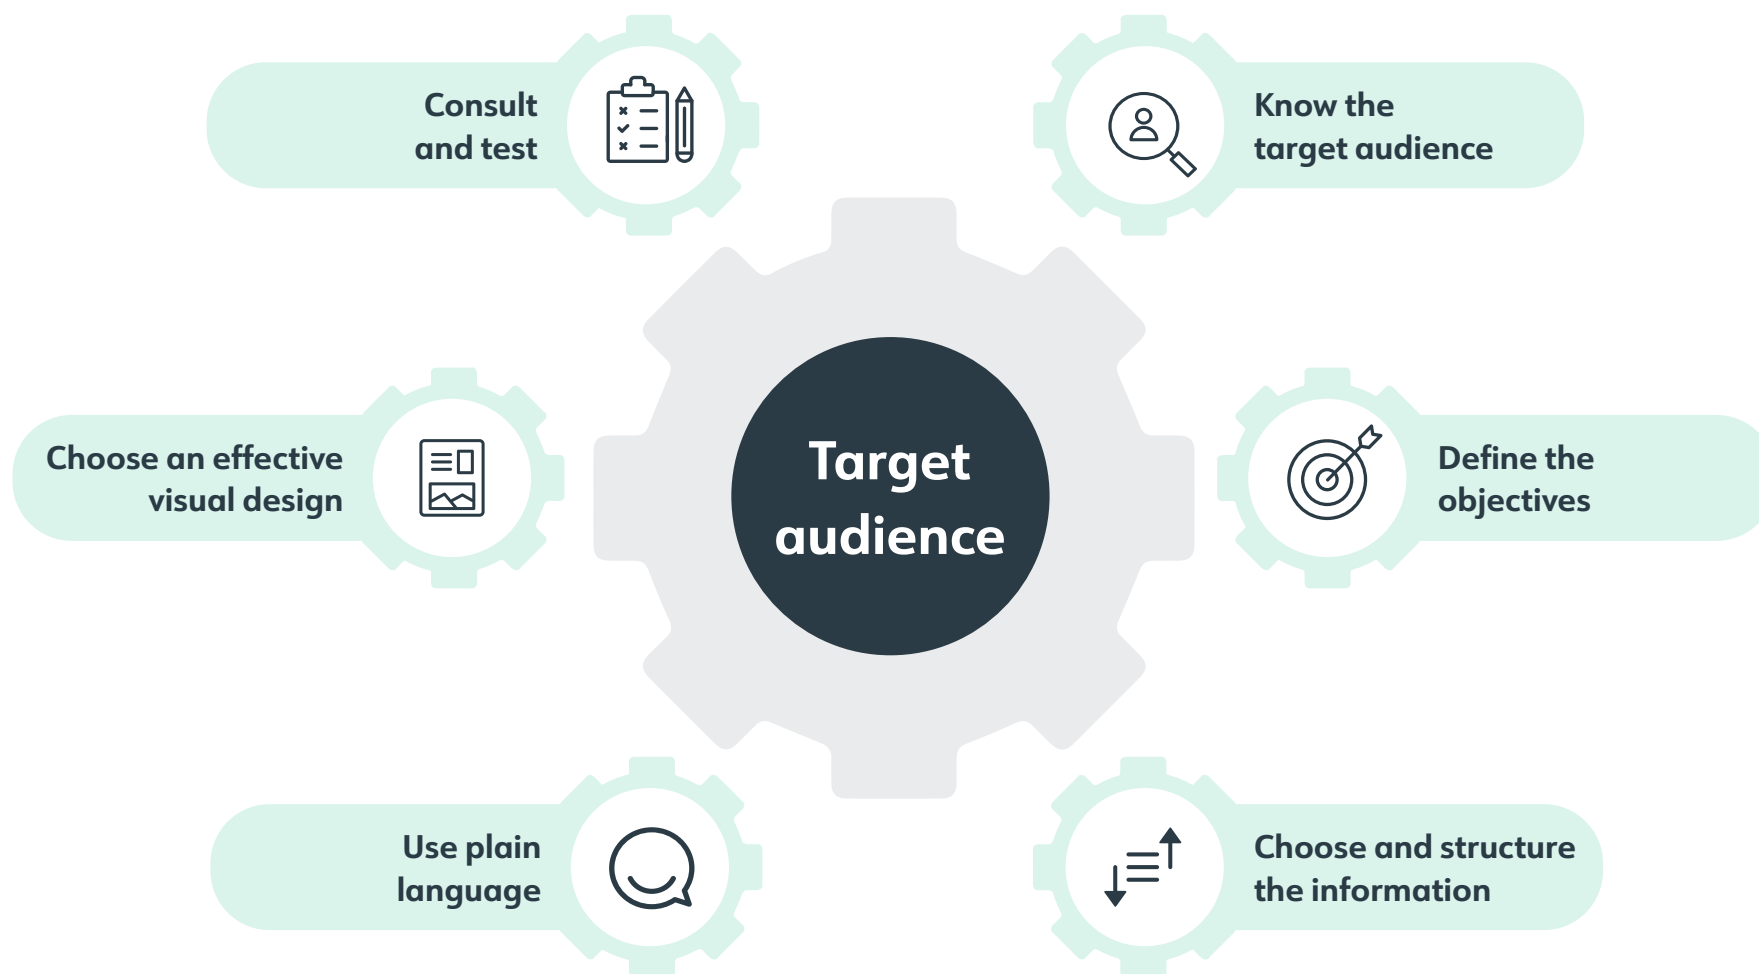 Consult
and test
Know the
target audience
Choose an effective
visual design
Target
audience
Define the
objectives
Use plain
language
Choose and structure
the information